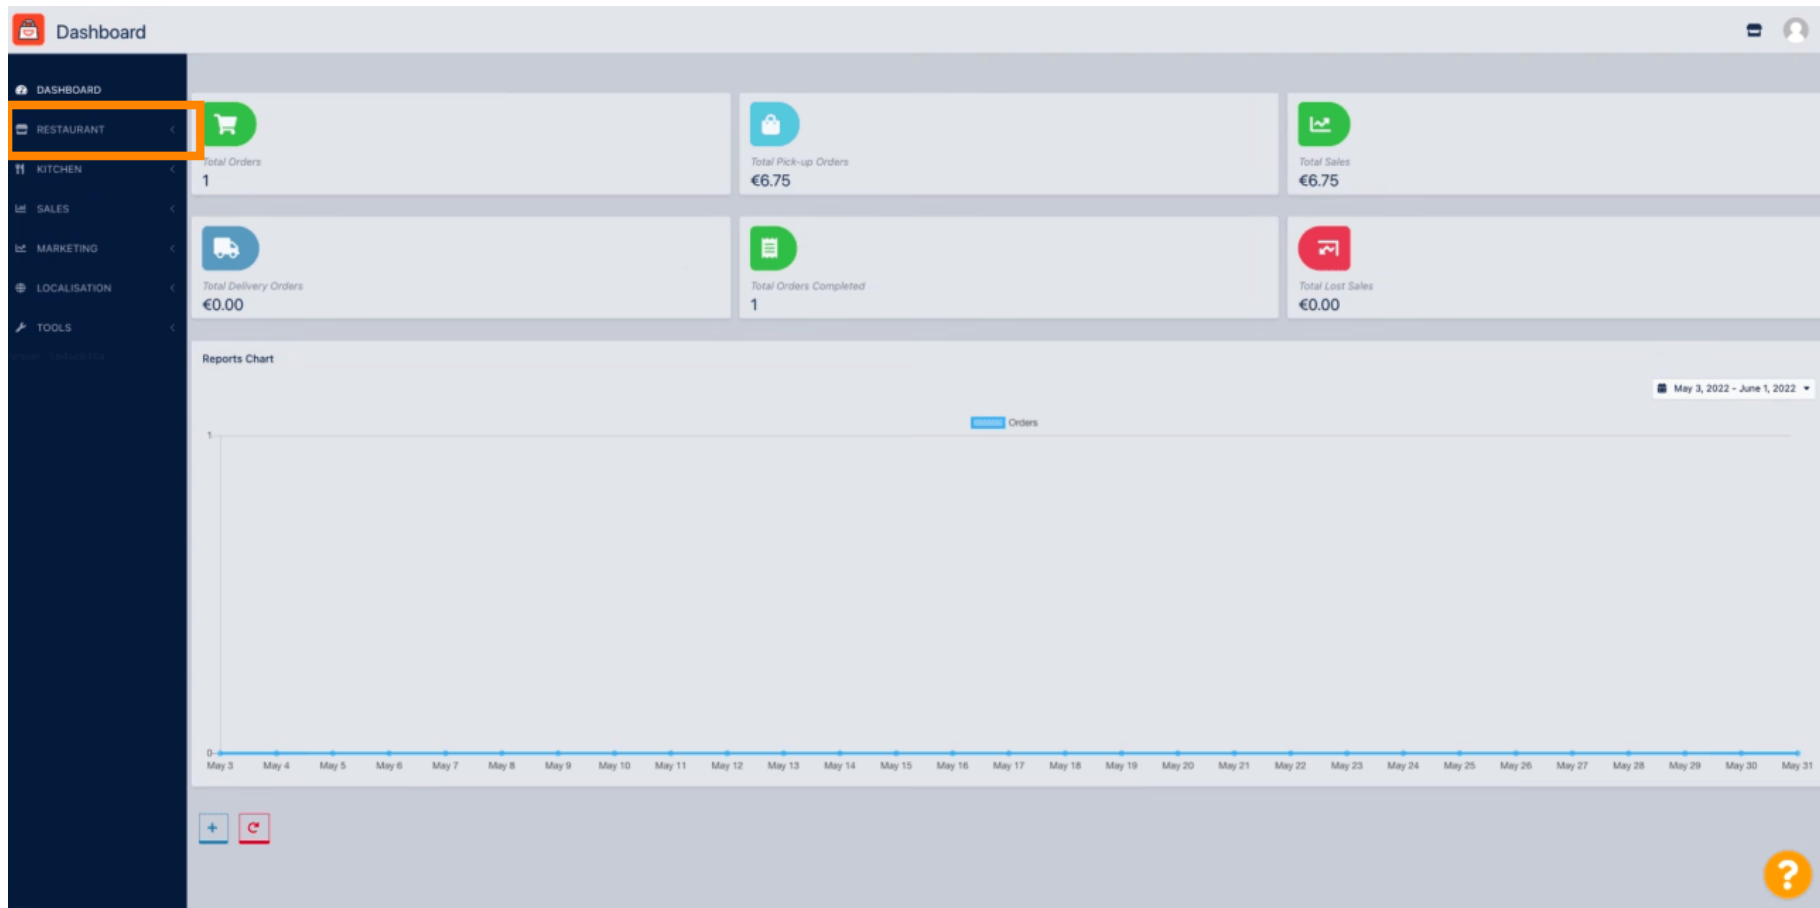 Dashboard
DASHBOARD
RESTAURANT
KITCHEN
SALES
MARKETING
LOCALISATION
TOOLS
Total Orders
1
Total Pick-up Orders
€6.75
Total Sales
€6.75
Total Delivery Orders
€0.00
Total Orders Completed
1
Total Lost Sales
€0.00
Reports Chart
May 3, 2022 - June 1, 2022
Orders
1
0
May 3 May 4 May 5 May 6 May 7 May 8 May 9 May 10 May 11 May 12 May 13 May 14 May 15 May 16 May 17 May 18 May 19 May 20 May 21 May 22 May 23 May 24 May 25 May 26 May 27 May 28 May 29 May 30 May 31
?